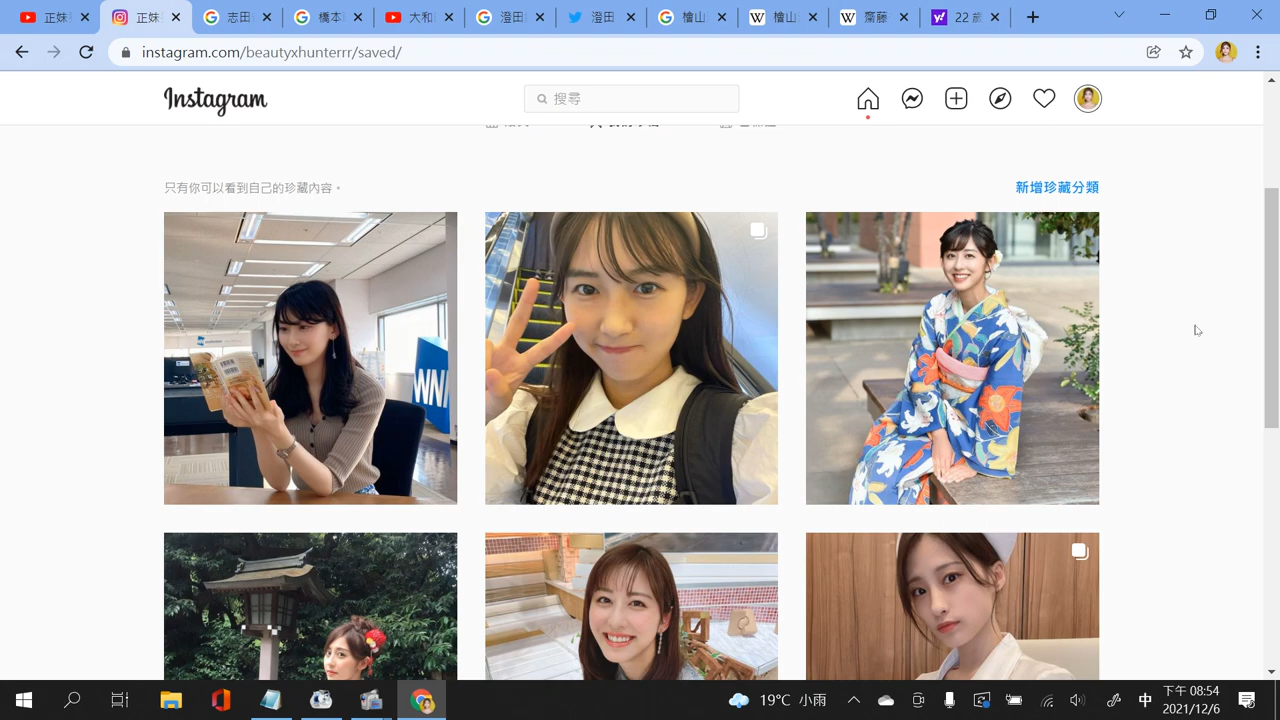 正妹
正妹
志田
橋本
大和
澄田
澄田
檜山
檜山
齋藤
22 歲
instagram.com/beautyxhunterrr/saved/
Instagram
搜尋
只有你可以看到自己的珍藏內容。
新增珍藏分類
WNI
19°C 小雨
中
下午 08:54
2021/12/6